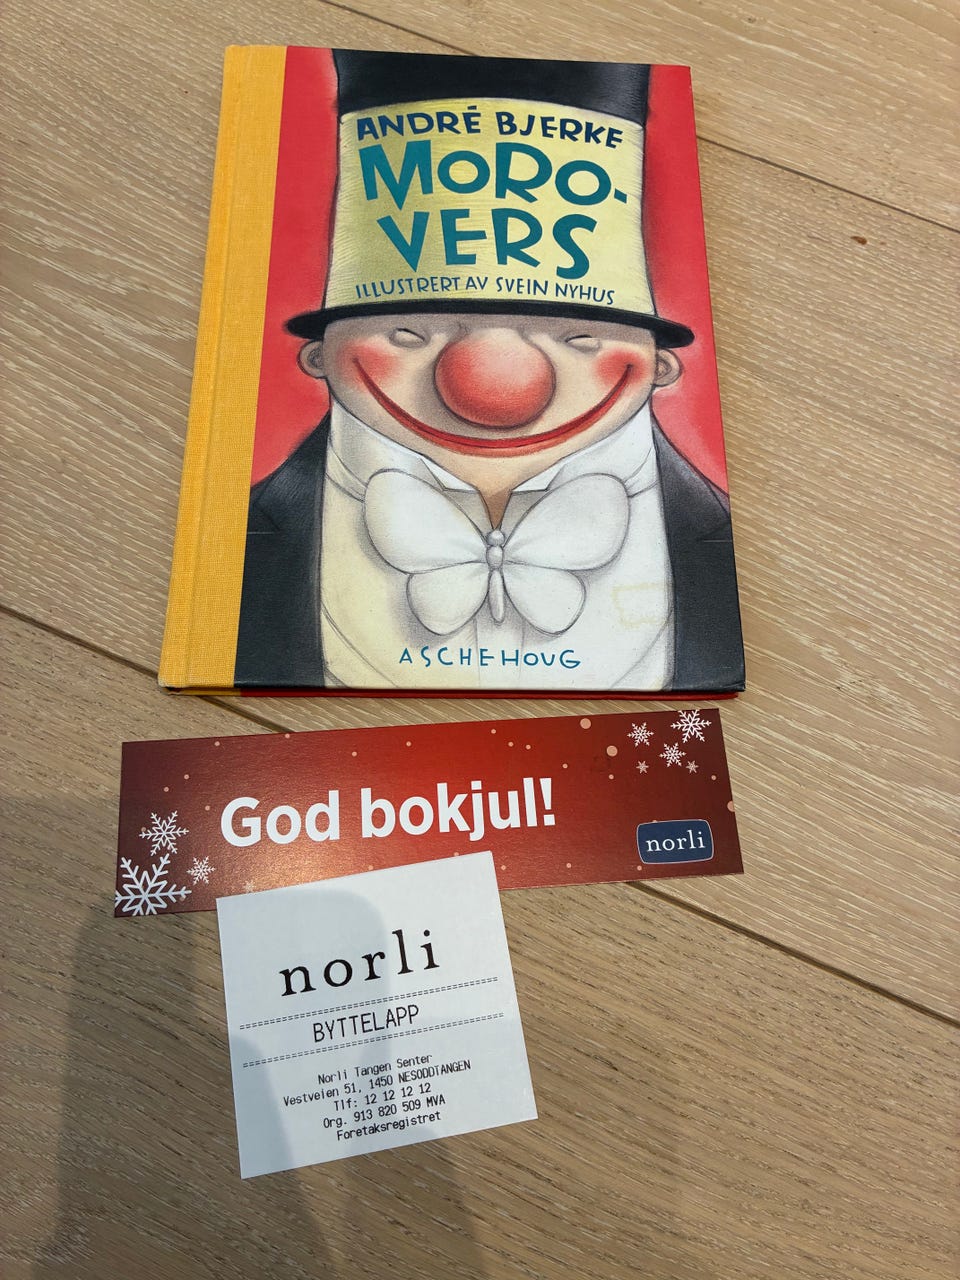 ANDRÉ BJERKE
MORO-
VERS
ILLUSTRERT AV SVEIN NYHUS
ASCHEHOUG
God bokjul!
norli
norli
BYTTELAPP
Norli Tangen Senter
Vestveien 51, 1450 NESODDTANGEN
Tlf: 12 12 12 12
Org. 913 820 509 MVA
Foretaksregistret